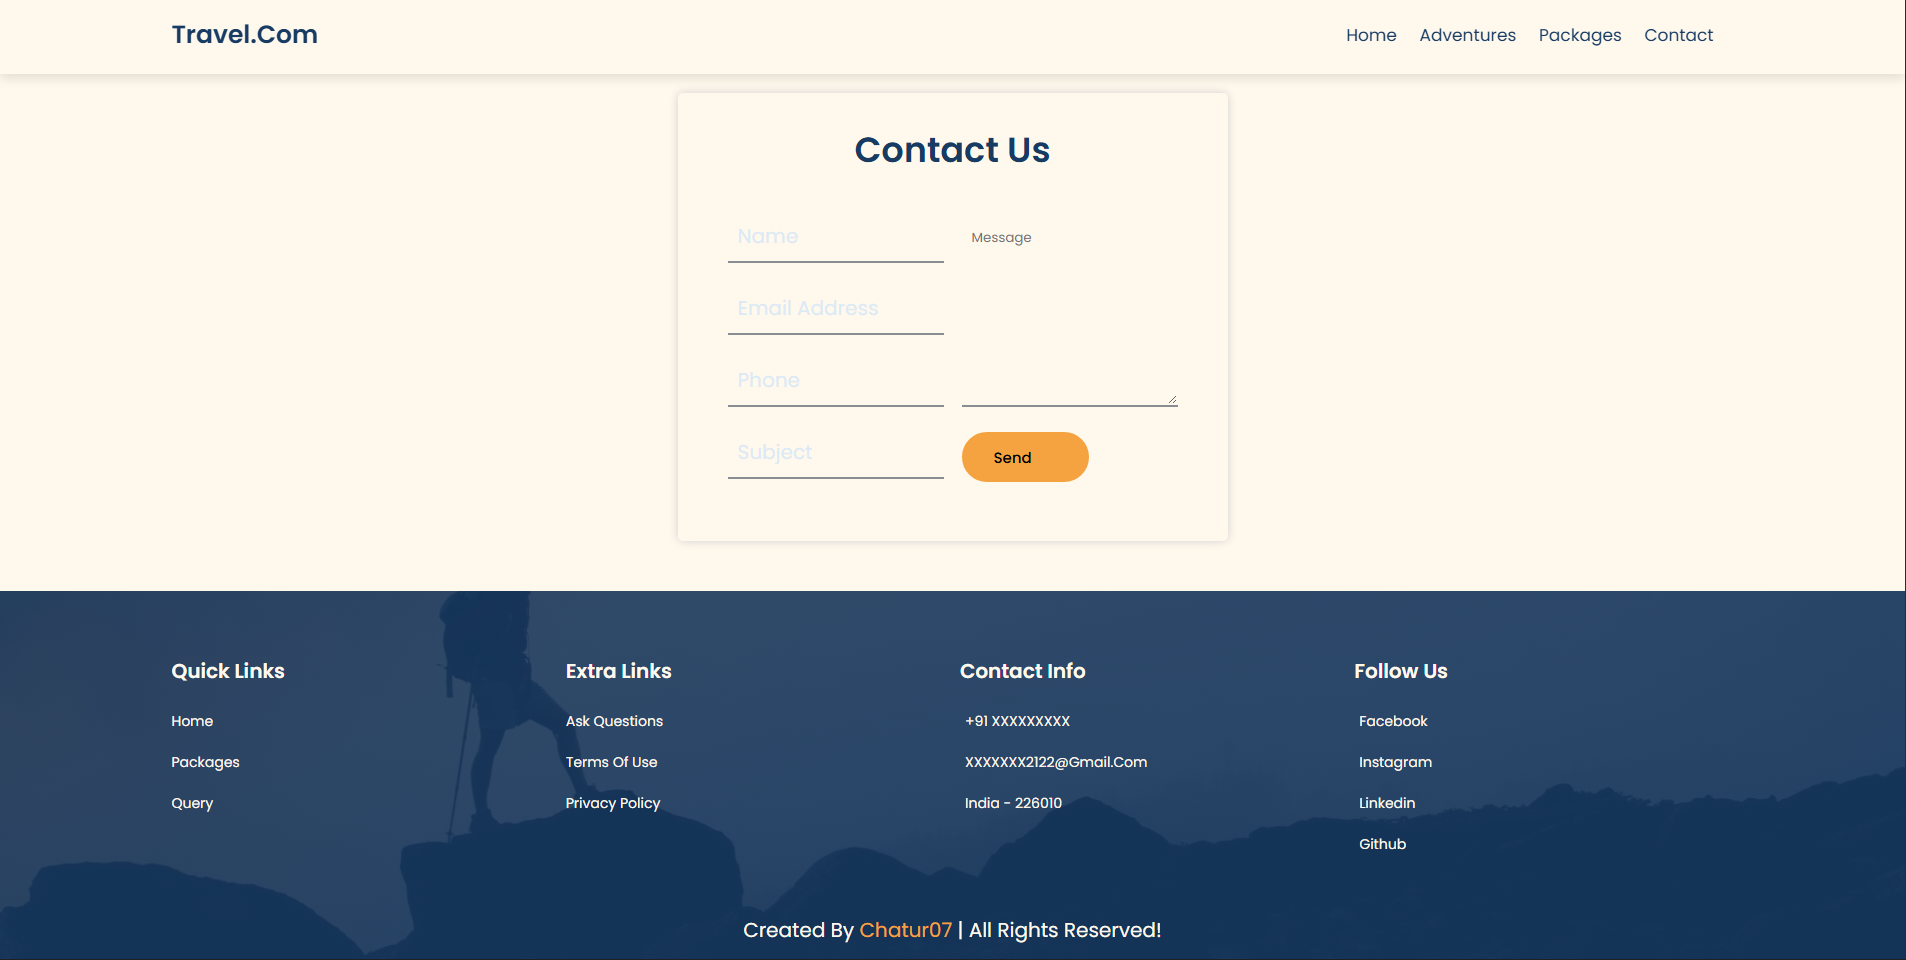 Travel.Com
Home Adventures Packages Contact
Contact Us
Name
Message
Email Address
Phone
Subject
Send
Quick Links
Home
Packages
Query
Extra Links
Ask Questions
Terms Of Use
Privacy Policy
Contact Info
+91 XXXXXXXXX
XXXXXXX2122@Gmail.Com
India - 226010
Follow Us
Facebook
Instagram
Linkedin
Github
Created By Chatur07 | All Rights Reserved!